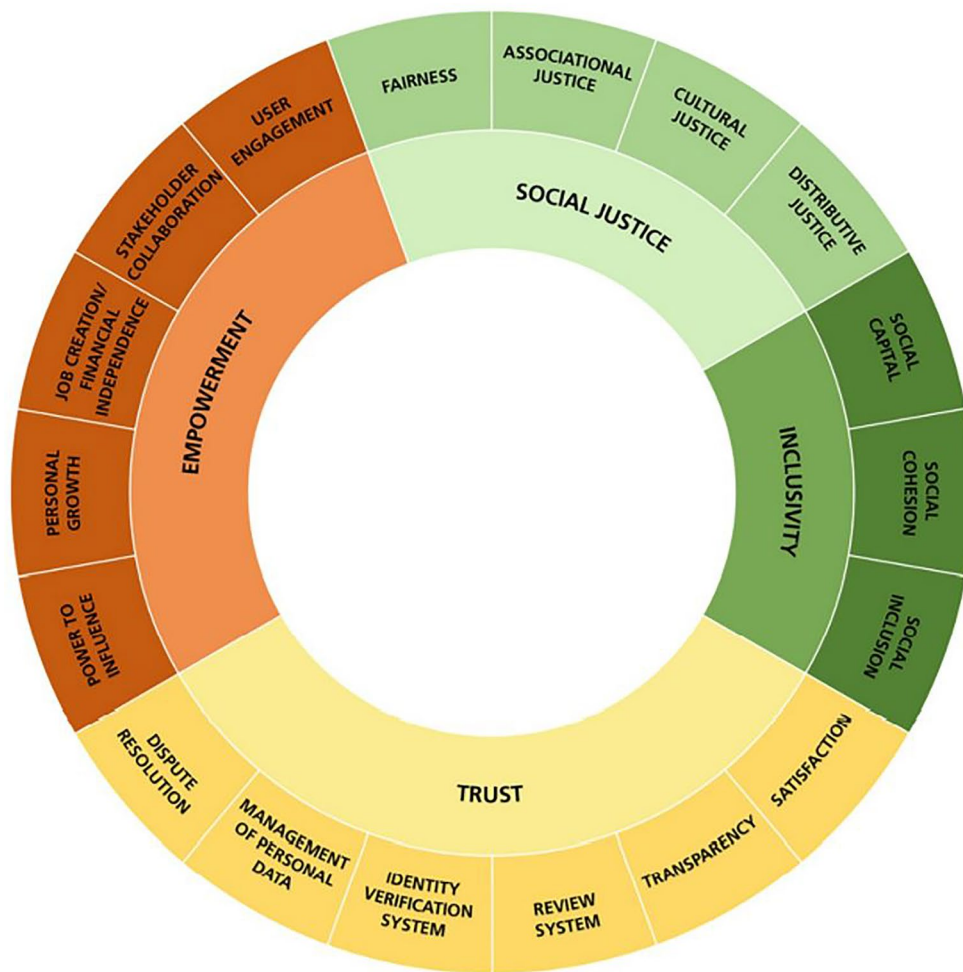 SOCIAL JUSTICE
FAIRNESS
ASSOCIATIONAL
JUSTICE
CULTURAL
JUSTICE
DISTRIBUTIVE
JUSTICE
INCLUSIVITY
SOCIAL
CAPITAL
SOCIAL
COHESION
SOCIAL
INCLUSION
TRUST
SATISFACTION
TRANSPARENCY
REVIEW
SYSTEM
IDENTITY
VERIFICATION
SYSTEM
MANAGEMENT
OF PERSONAL
DATA
DISPUTE
RESOLUTION
EMPOWERMENT
POWER TO
INFLUENCE
PERSONAL
GROWTH
JOB CREATION/
FINANCIAL
INDEPENDENCE
STAKEHOLDER
COLLABORATION
USER
ENGAGEMENT